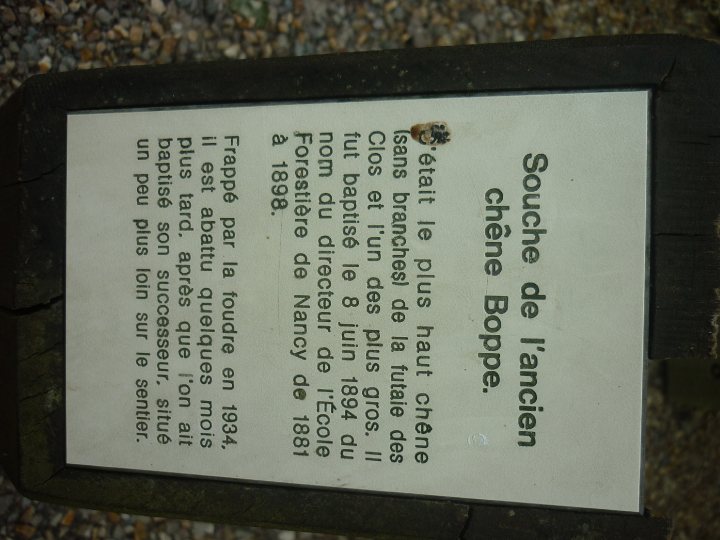 Souche de l'ancien
chêne Boppe.
'était le plus haut chêne
(sans branches) de la futaie des
Clos et l'un des plus gros. Il
fut baptisé le 8 juin 1894 du
nom du directeur de l'École
Forestière de Nancy de 1881
à 1898.
Frappé par la foudre en 1934,
il est abattu quelques mois
plus tard, après que l'on ait
baptisé son successeur, situé
un peu plus loin sur le sentier.